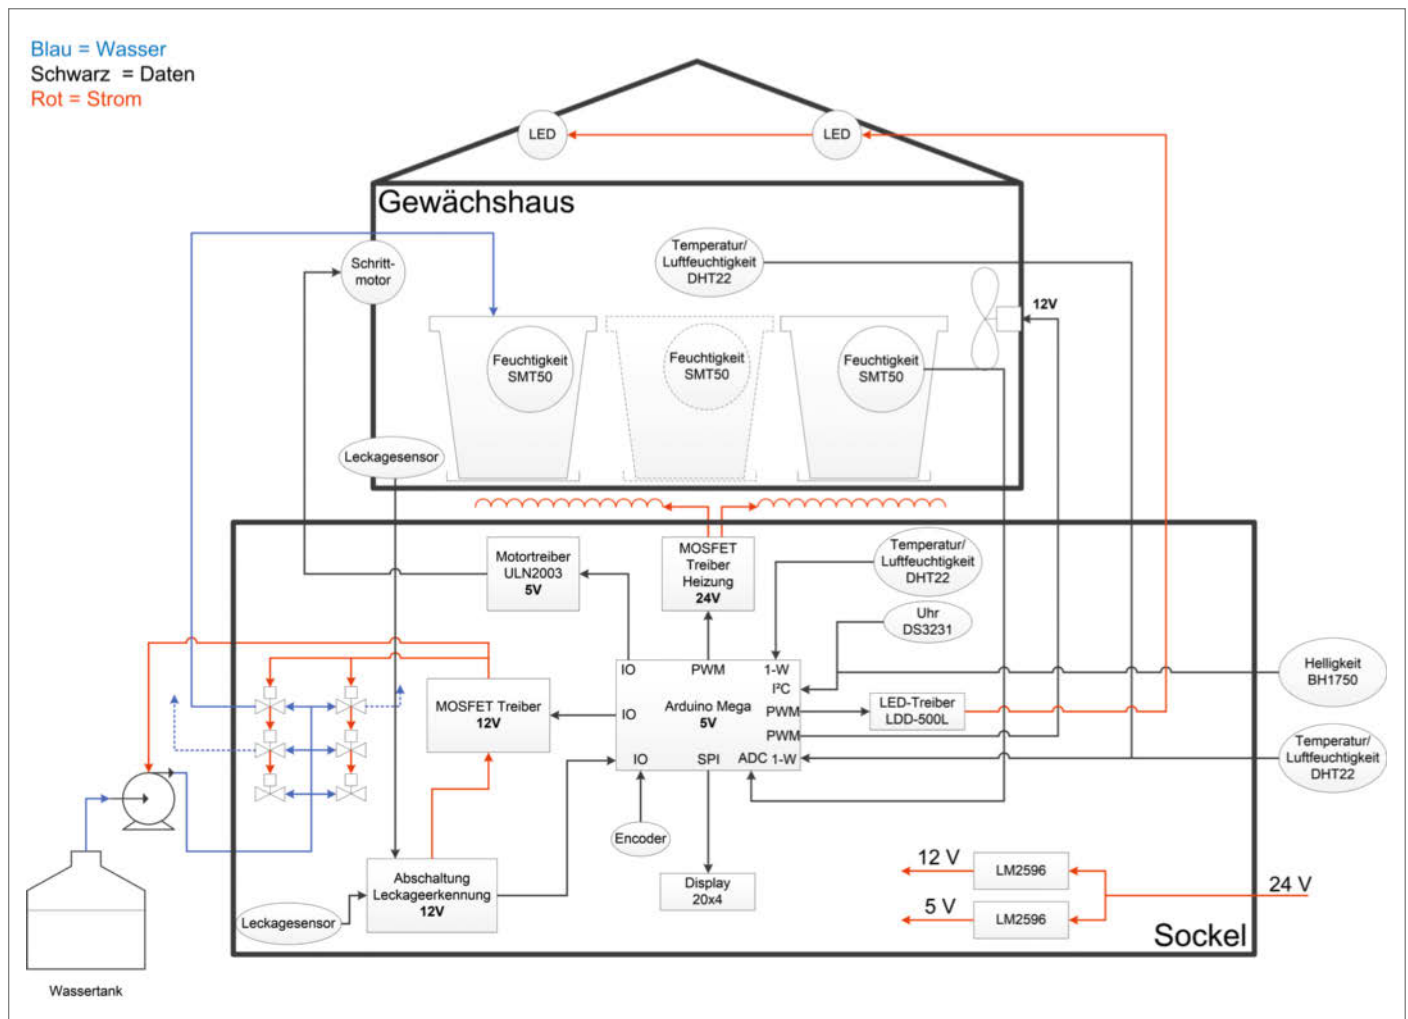 Blau = Wasser
Schwarz = Daten
Rot = Strom
LED
LED
Gewächshaus
Schritt-
motor
Temperatur/
Luftfeuchtigkeit
DHT22
12V
Feuchtigkeit
SMT50
Feuchtigkeit
SMT50
Feuchtigkeit
SMT50
Leckagesensor
Motortreiber
ULN2003
5V
MOSFET
Treiber
Heizung
24V
Temperatur/
Luftfeuchtigkeit
DHT22
Uhr
DS3231
Helligkeit
BH1750
IO
PWM
1-W
I²C
MOSFET Treiber
12V
IO
Arduino Mega
5V
PWM
LED-Treiber
LDD-500L
PWM
IO
SPI
ADC
1-W
Temperatur/
Luftfeuchtigkeit
DHT22
Encoder
Abschaltung
Leckageerkennung
12V
Leckagesensor
Display
20x4
12 V
LM2596
24 V
5 V
LM2596
Sockel
Wassertank